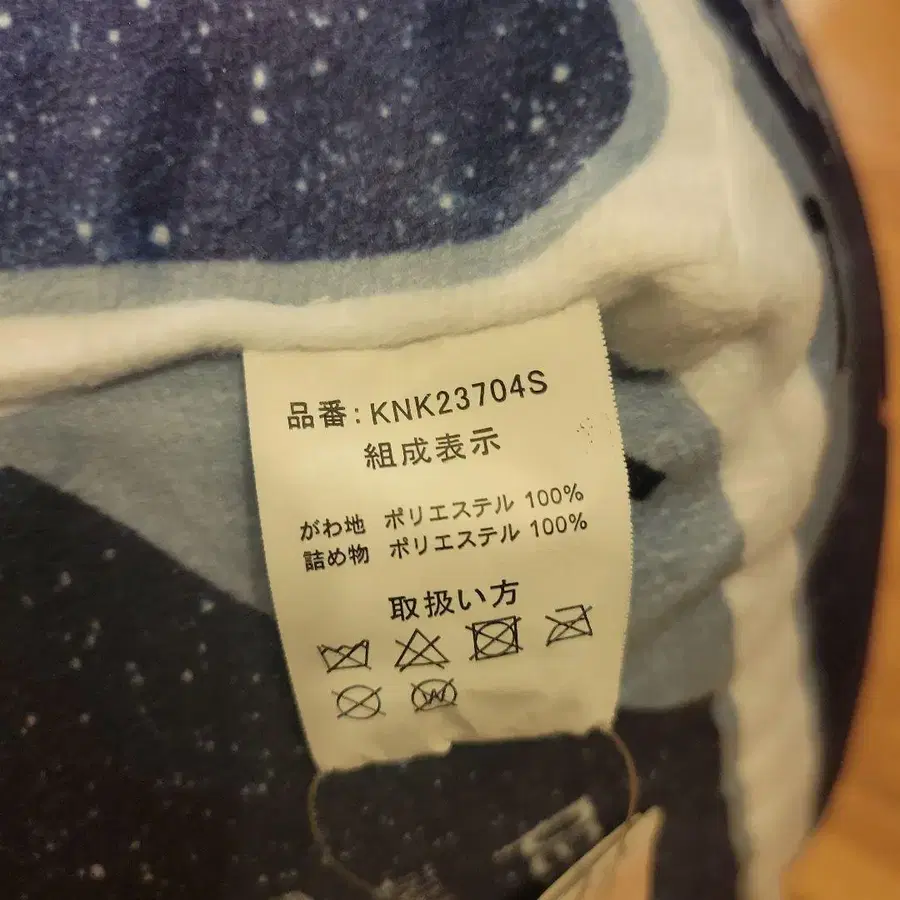 品番:KNK23704S
組成表示
がわ地 ポリエステル 100%
詰め物 ポリエステル 100%
取扱い方
W